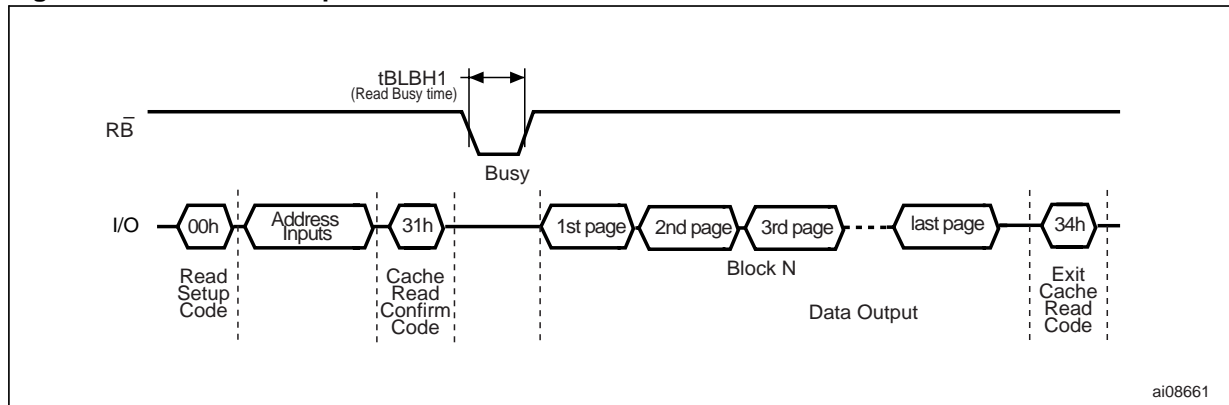 tBLBH1
(Read Busy time)
RB̅
Busy
I/O
00h
Address
Inputs
31h
1st page
2nd page
3rd page
last page
34h
Read
Setup
Code
Cache
Read
Confirm
Code
Block N
Data Output
Exit
Cache
Read
Code
ai08661